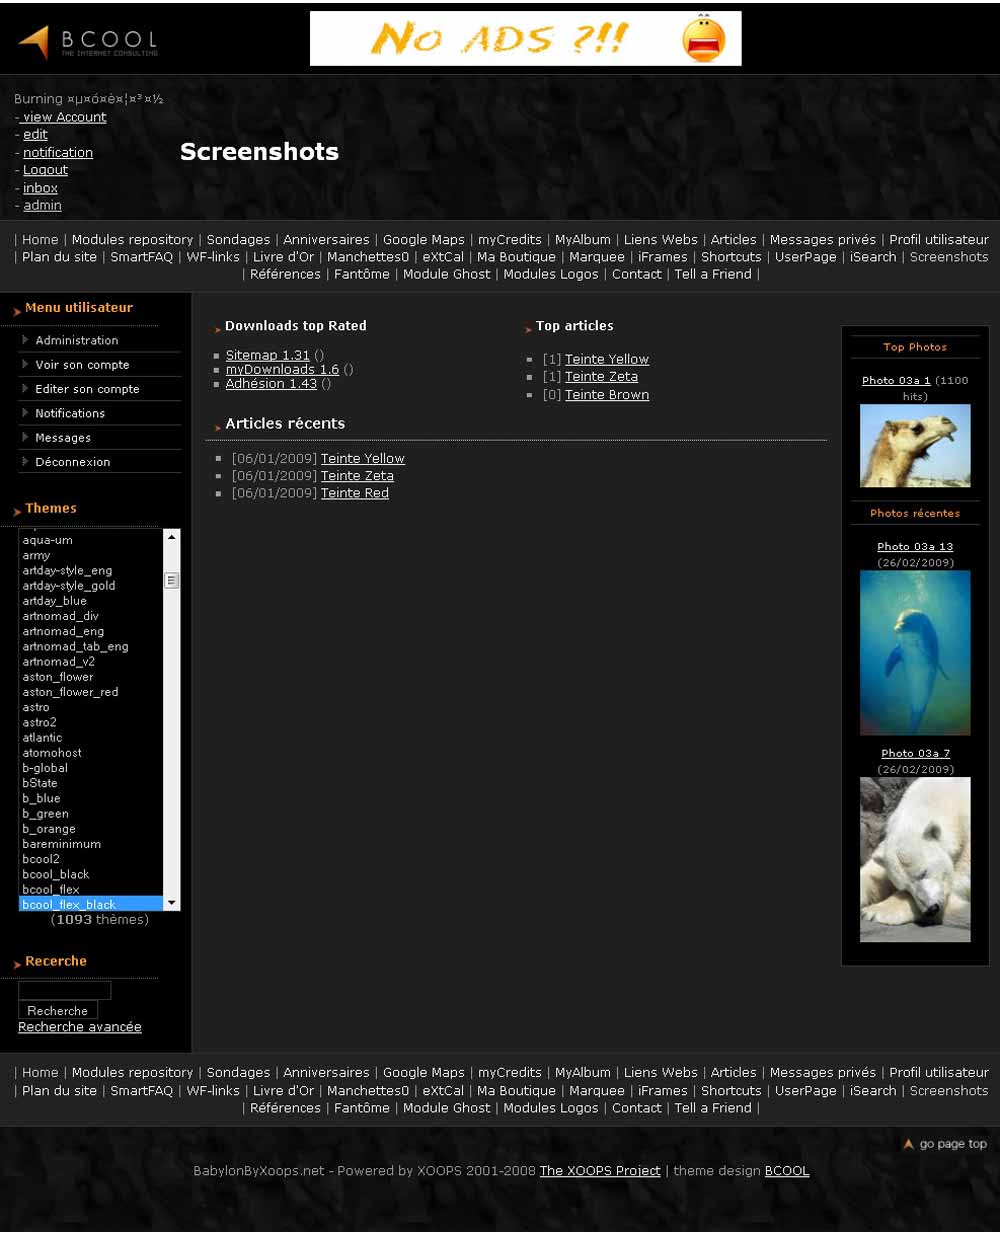 BCOOL
THE INTERNET CONSULTING
NO ADS ?!!
Burning ¤µ¤ó¤è¤¦¤³¤½
- view Account
- edit
- notification
- Logout
- inbox
- admin
Screenshots
| Home | Modules repository | Sondages | Anniversaires | Google Maps | myCredits | MyAlbum | Liens Webs | Articles | Messages privés | Profil utilisateur
| Plan du site | SmartFAQ | WF-links | Livre d'Or | Manchettes0 | eXtCal | Ma Boutique | Marquee | iFrames | Shortcuts | UserPage | iSearch | Screenshots
| Références | Fantôme | Module Ghost | Modules Logos | Contact | Tell a Friend |
Menu utilisateur
Administration
Voir son compte
Editer son compte
Notifications
Messages
Déconnexion
Themes
aqua-um
army
artday-style_eng
artday-style_gold
artday_blue
artnomad_div
artnomad_eng
artnomad_tab_eng
artnomad_v2
aston_flower
aston_flower_red
astro
astro2
atlantic
atomohost
b-global
bState
b_blue
b_green
b_orange
bareminimum
bcool2
bcool_black
bcool_flex
bcool_flex_black
(1093 thèmes)
Recerche
Recherche
Recherche avancée
Downloads top Rated
Sitemap 1.31 ()
myDownloads 1.6 ()
Adhésion 1.43 ()
Top articles
[1] Teinte Yellow
[1] Teinte Zeta
[0] Teinte Brown
Articles récents
[06/01/2009] Teinte Yellow
[06/01/2009] Teinte Zeta
[06/01/2009] Teinte Red
Top Photos
Photo 03a 1 (1100
hits)
Photos récentes
Photo 03a 13
(26/02/2009)
Photo 03a 7
(26/02/2009)
| Home | Modules repository | Sondages | Anniversaires | Google Maps | myCredits | MyAlbum | Liens Webs | Articles | Messages privés | Profil utilisateur
| Plan du site | SmartFAQ | WF-links | Livre d'Or | Manchettes0 | eXtCal | Ma Boutique | Marquee | iFrames | Shortcuts | UserPage | iSearch | Screenshots
| Références | Fantôme | Module Ghost | Modules Logos | Contact | Tell a Friend |
go page top
BabylonByXoops.net - Powered by XOOPS 2001-2008 The XOOPS Project | theme design BCOOL